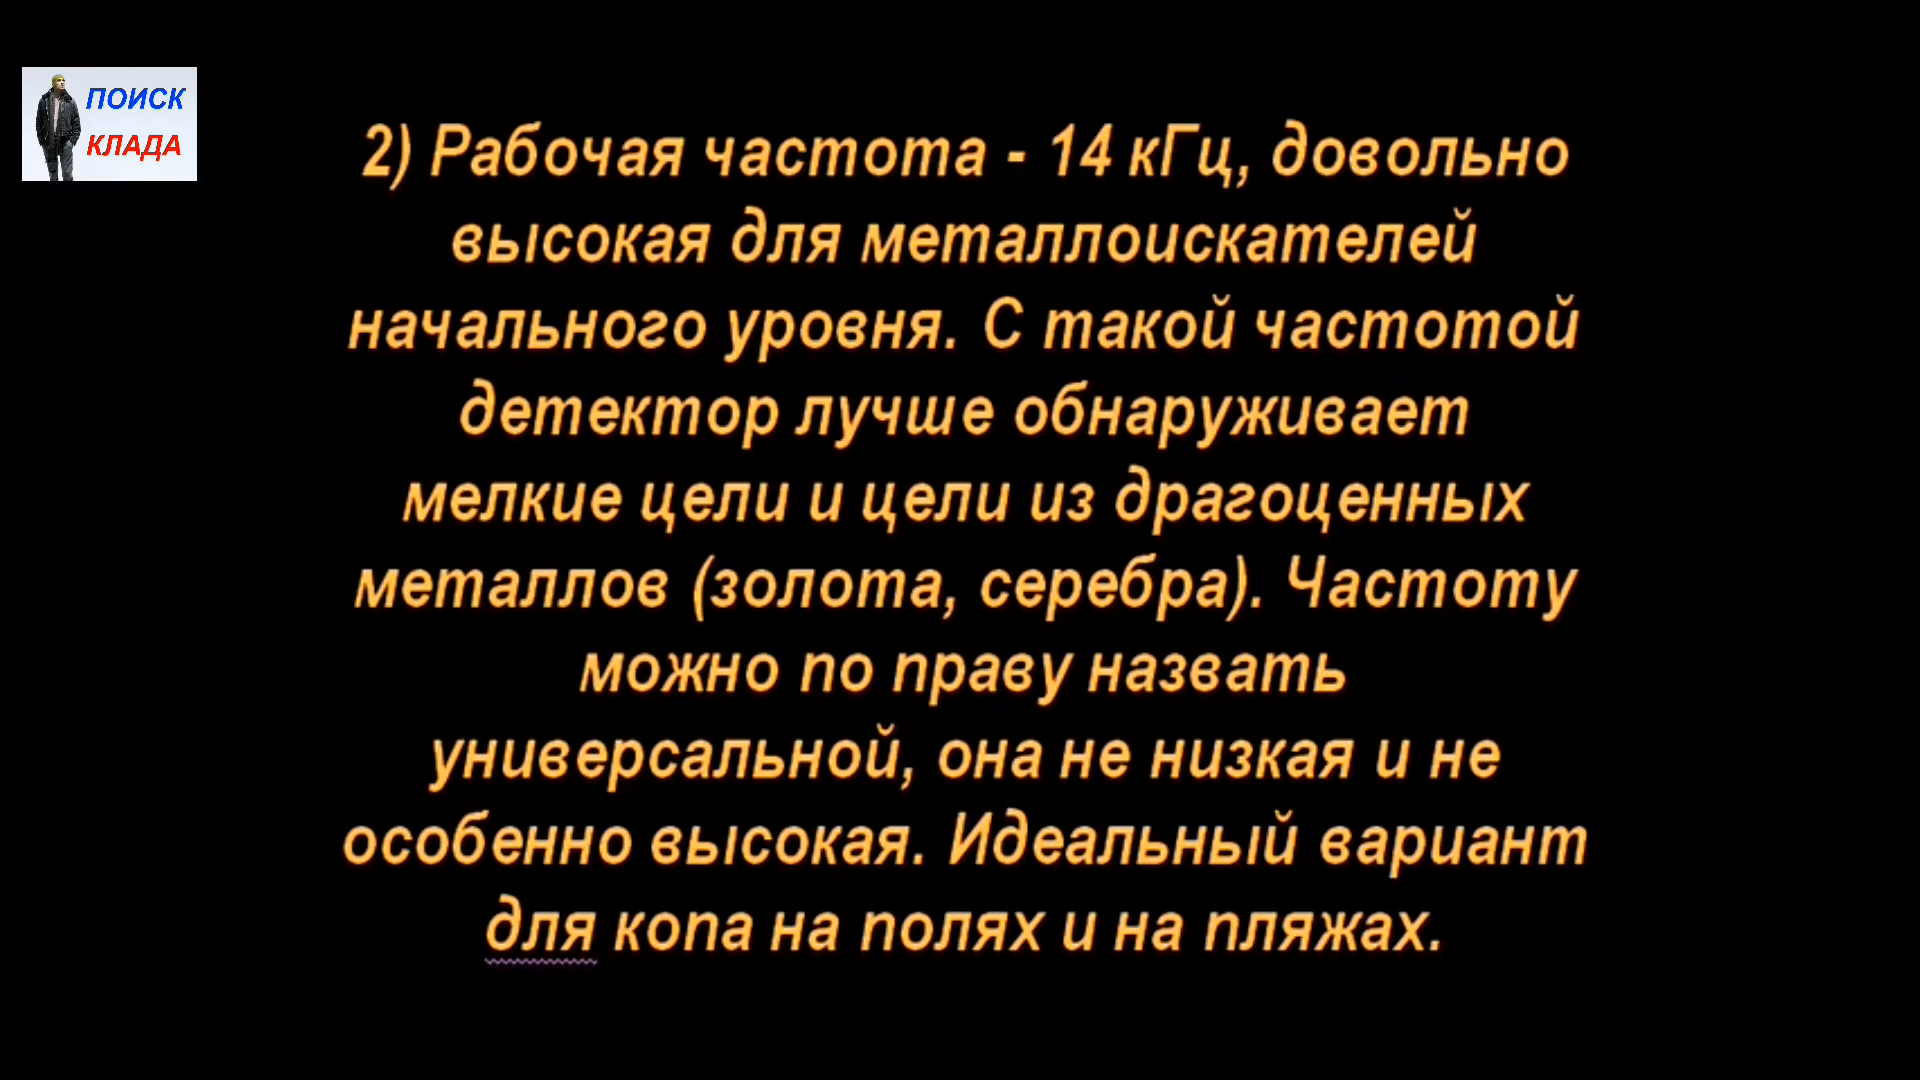 ПОИСК
КЛАДА
2) Рабочая частота - 14 кГц, довольно
высокая для металлоискателей
начального уровня. С такой частотой
детектор лучше обнаруживает
мелкие цели и цели из драгоценных
металлов (золота, серебра). Частоту
можно по праву назвать
универсальной, она не низкая и не
особенно высокая. Идеальный вариант
для копа на полях и на пляжах.